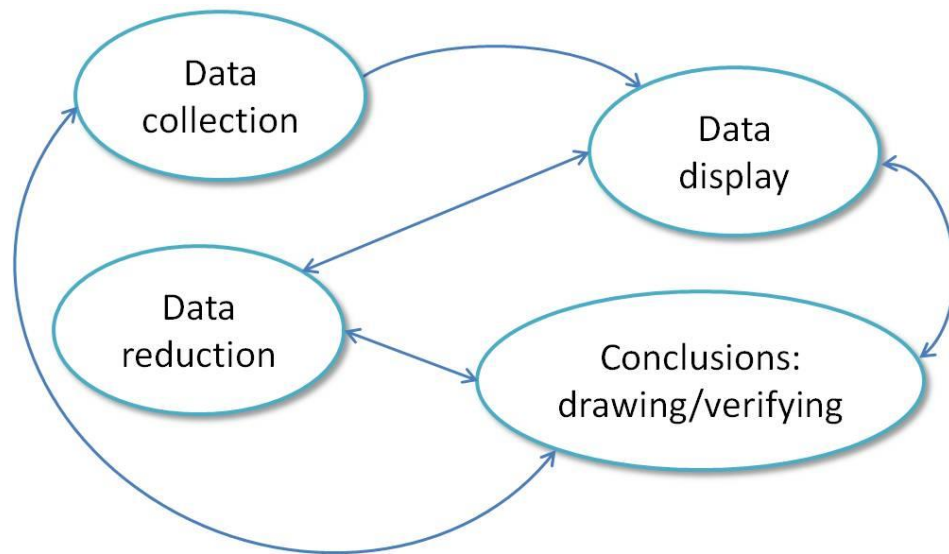 Data
collection
Data
display
Data
reduction
Conclusions:
drawing/verifying